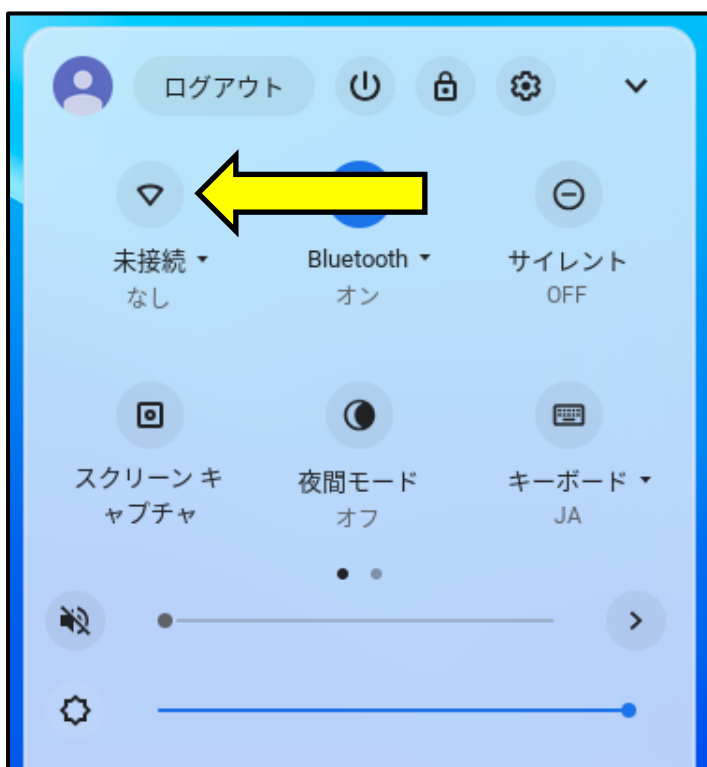 ログアウト
未接続
なし
Bluetooth
オン
サイレント
OFF
スクリーン キ
ャプチャ
夜間モード
オフ
キーボード
JA